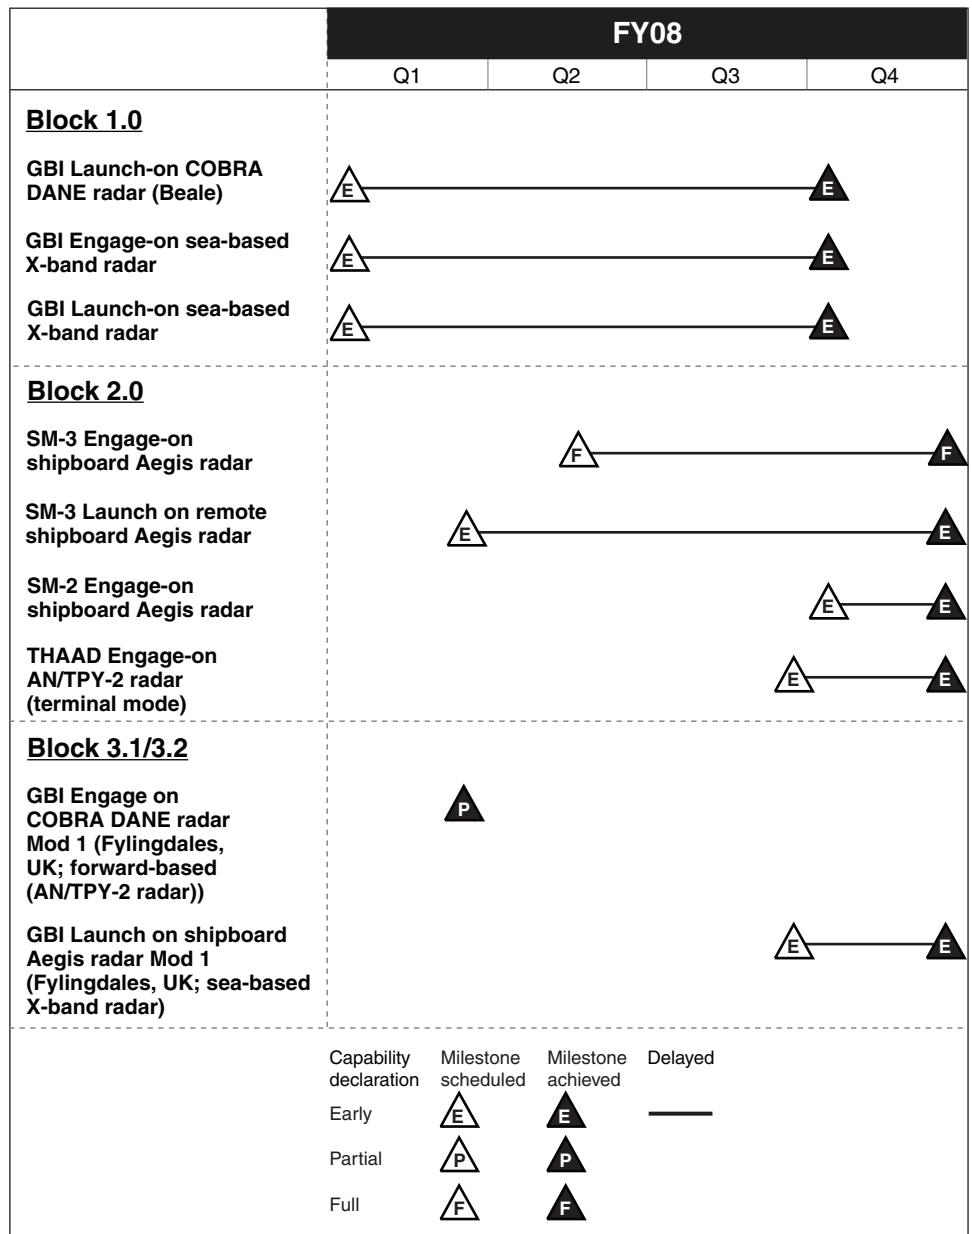 FY08
Q1 Q2 Q3 Q4
Block 1.0
GBI Launch-on COBRA
DANE radar (Beale)
E E
GBI Engage-on sea-based
X-band radar
E E
GBI Launch-on sea-based
X-band radar
E E
Block 2.0
SM-3 Engage-on
shipboard Aegis radar
F F
SM-3 Launch on remote
shipboard Aegis radar
E E
SM-2 Engage-on
shipboard Aegis radar
E E
THAAD Engage-on
AN/TPY-2 radar
(terminal mode)
E E
Block 3.1/3.2
GBI Engage on
COBRA DANE radar
Mod 1 (Fylingdales,
UK; forward-based
(AN/TPY-2 radar))
P
GBI Launch on shipboard
Aegis radar Mod 1
(Fylingdales, UK; sea-based
X-band radar)
E E
Capability declaration
Milestone scheduled
Milestone achieved
Delayed
Early E E
Partial P P
Full F F